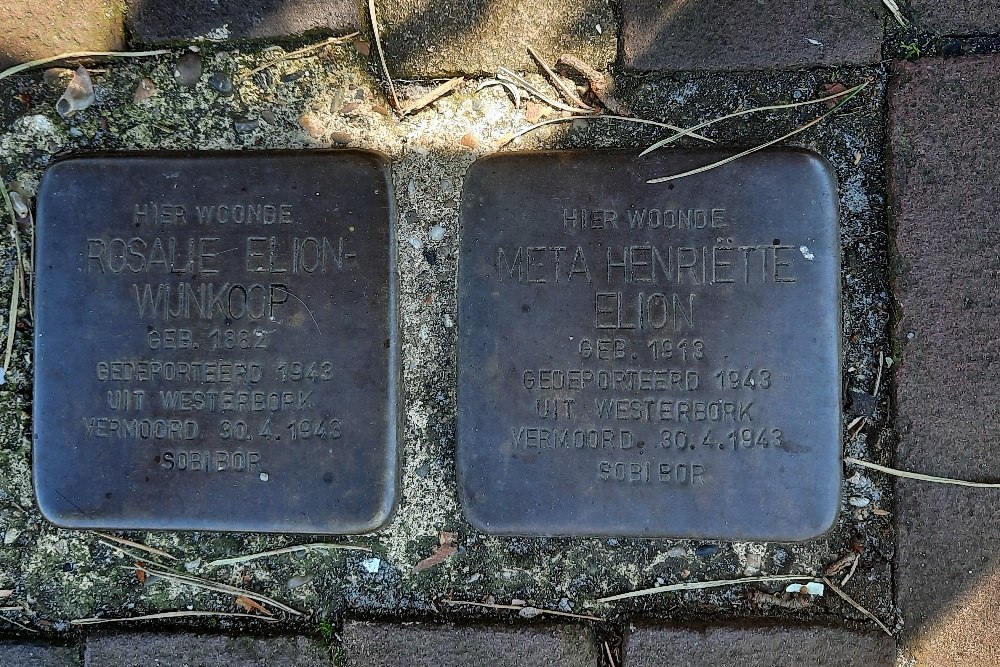 HIER WOONDE
ROSALIE ELION-
WIJNKOOP
GEB. 1882
GEDEPORTEERD 1943
UIT WESTERBORK
VERMOORD 30.4.1943
SOBIBOR
HIER WOONDE
META HENRIËTTE
ELION
GEB. 1913
GEDEPORTEERD 1943
UIT WESTERBORK
VERMOORD 30.4.1943
SOBIBOR